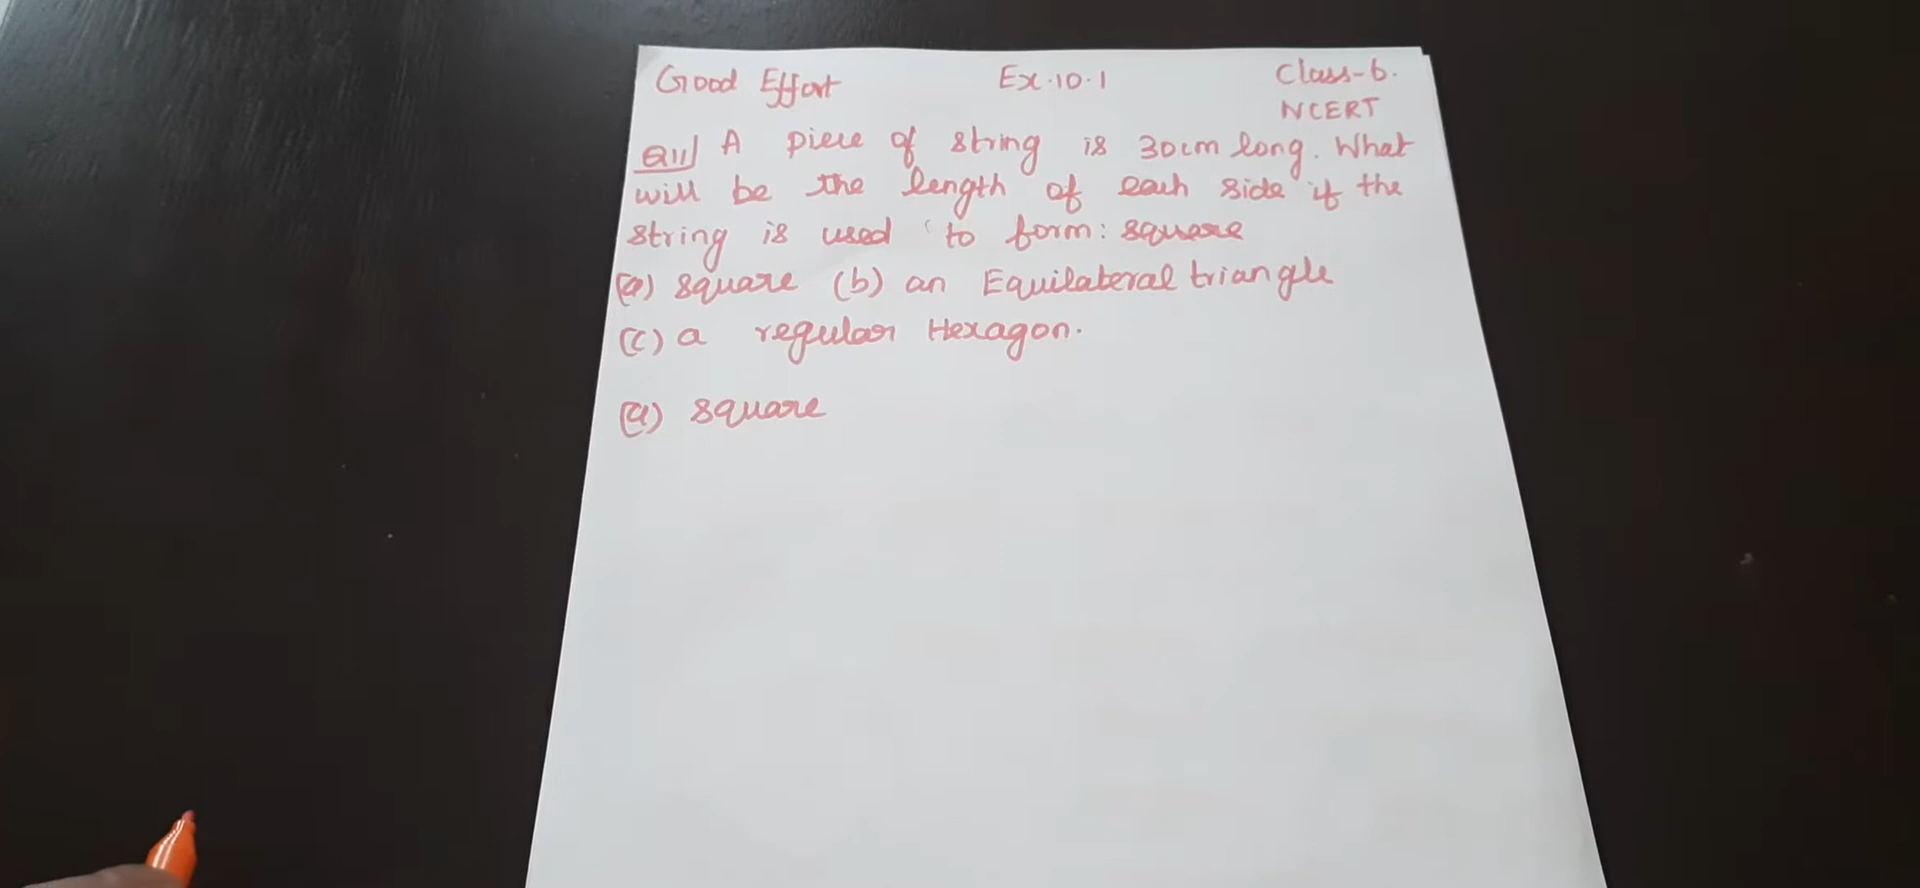 Good Effort Ex.10.1 Class-6.
NCERT
Q11) A piece of string is 30cm long. What
will be the length of each side if the
string is used to form: square
(a) square (b) an Equilateral triangle
(c) a regular Hexagon.
(a) square